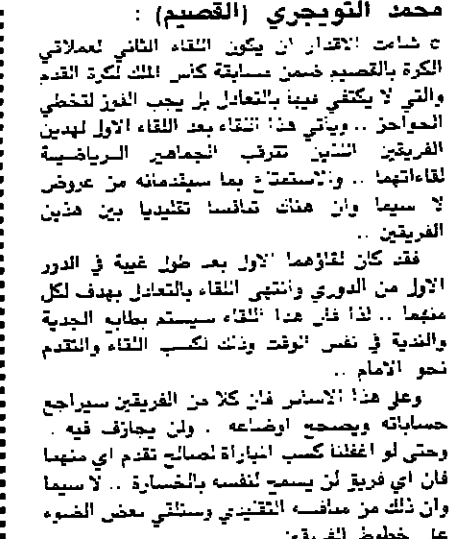 محمد التويجري (القصيم) :
ح شاءت الاقدار ان يكون اللقاء الثاني لعملاقي
الكرة بالقصيم ضمن مسابقة كاس الملك لكرة القدم
والتي لا يكتفي فيها بالتعادل بل يجب الفوز لتخطي
الحواجز .. ويأتي هذا اللقاء بعد اللقاء الاول لهذين
الفريقين اللذين تترقب الجماهير الرياضية
لقاءاتهما .. والاستمتاع بما سيقدمانه من عروض
لا سيما وان هناك تنافسا تقليديا بين هذين
الفريقين ..
فقد كان لقاؤهما الاول بعد طول غيبة في الدور
الاول من الدوري وانتهى اللقاء بالتعادل بهدف لكل
منهما .. لذا فان هذا اللقاء سيستم بطابع الجدية
والندية في نفس الوقت وذلك لكسب اللقاء والتقدم
نحو الامام ..
وعلى هذا الاساس فان كلا من الفريقين سيراجع
حساباته ويصحح اوضاعه . ولن يجازف فيه .
وحتى لو اغفلنا كسب المباراة لصالح تقدم اي منهما
فان اي فريق لن يسمح لنفسه بالخسارة .. لا سيما
وان ذلك من منافسه التقليدي وسنلقي بعض الضوء
على خطوط الفريقين